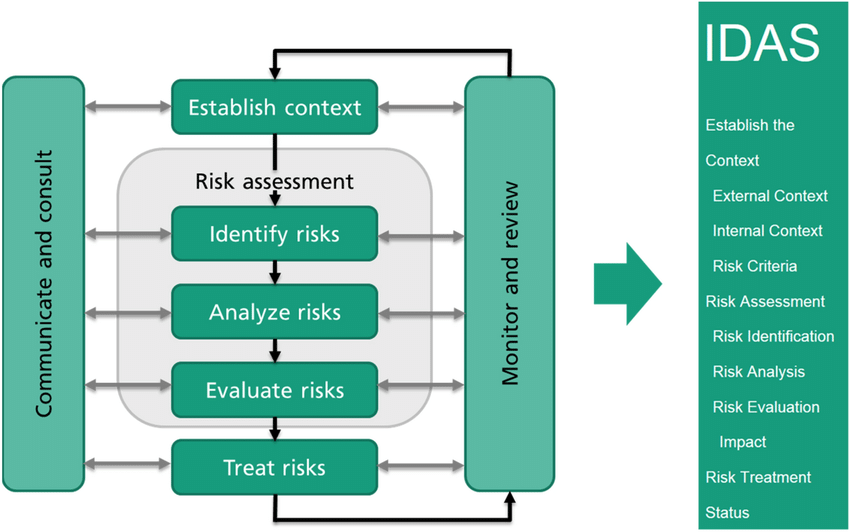 Communicate and consult
Establish context
Risk assessment
Identify risks
Analyze risks
Evaluate risks
Treat risks
Monitor and review
IDAS
Establish the
Context
External Context
Internal Context
Risk Criteria
Risk Assessment
Risk Identification
Risk Analysis
Risk Evaluation
Impact
Risk Treatment
Status